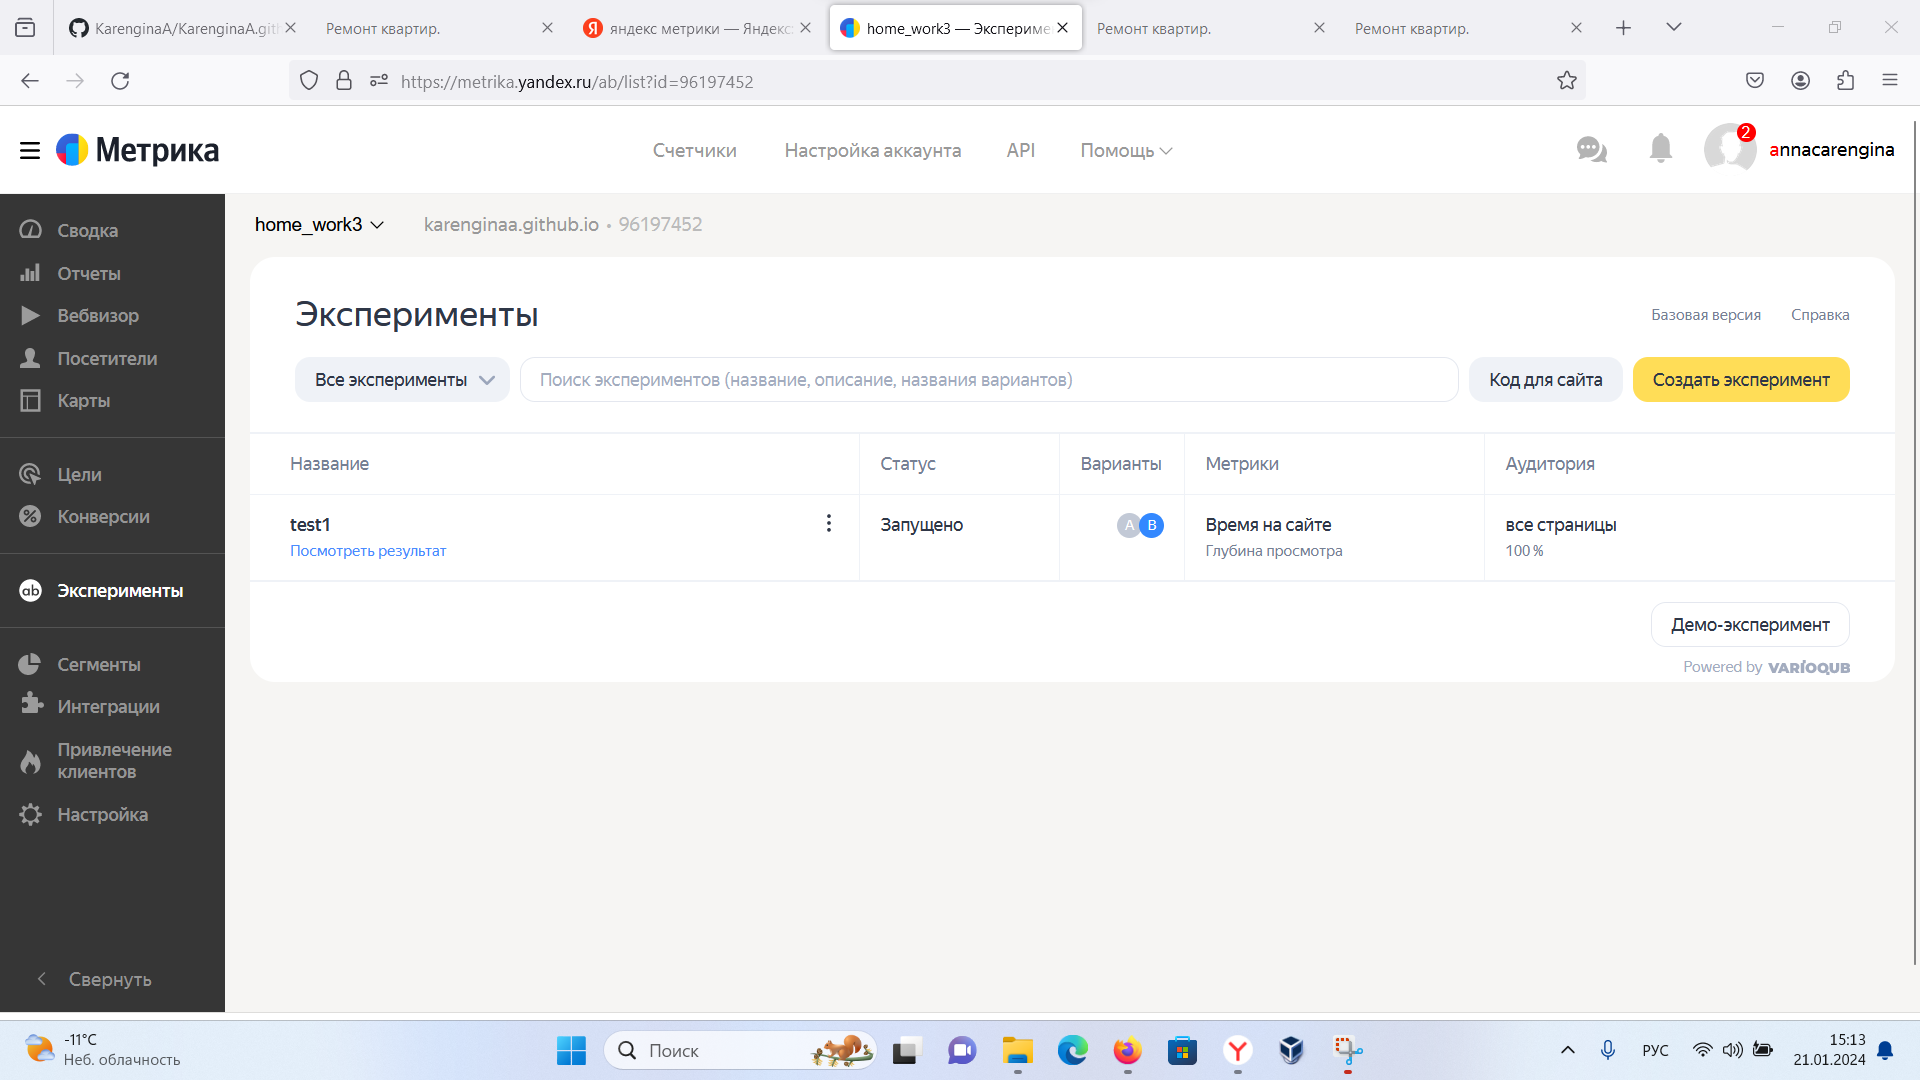 KarenginaA/KarenginaA.git
Ремонт квартир.
яндекс метрики — Яндекс:
home_work3 — Экспериме
Ремонт квартир.
Ремонт квартир.
https://metrika.yandex.ru/ab/list?id=96197452
Метрика
Счетчики
Настройка аккаунта
API
Помощь
2
annacarengina
home_work3
karenginaa.github.io • 96197452
Сводка
Отчеты
Вебвизор
Посетители
Карты
Цели
Конверсии
ab
Эксперименты
Сегменты
Интеграции
Привлечение
клиентов
Настройка
Свернуть
Эксперименты
Базовая версия
Справка
Все эксперименты
Поиск экспериментов (название, описание, названия вариантов)
Код для сайта
Создать эксперимент
Название
Статус
Варианты
Метрики
Аудитория
test1
Посмотреть результат
Запущено
A B
Время на сайте
Глубина просмотра
все страницы
100 %
Демо-эксперимент
Powered by VARIOQUB
-11°C
Неб. облачность
Поиск
РУС
15:13
21.01.2024